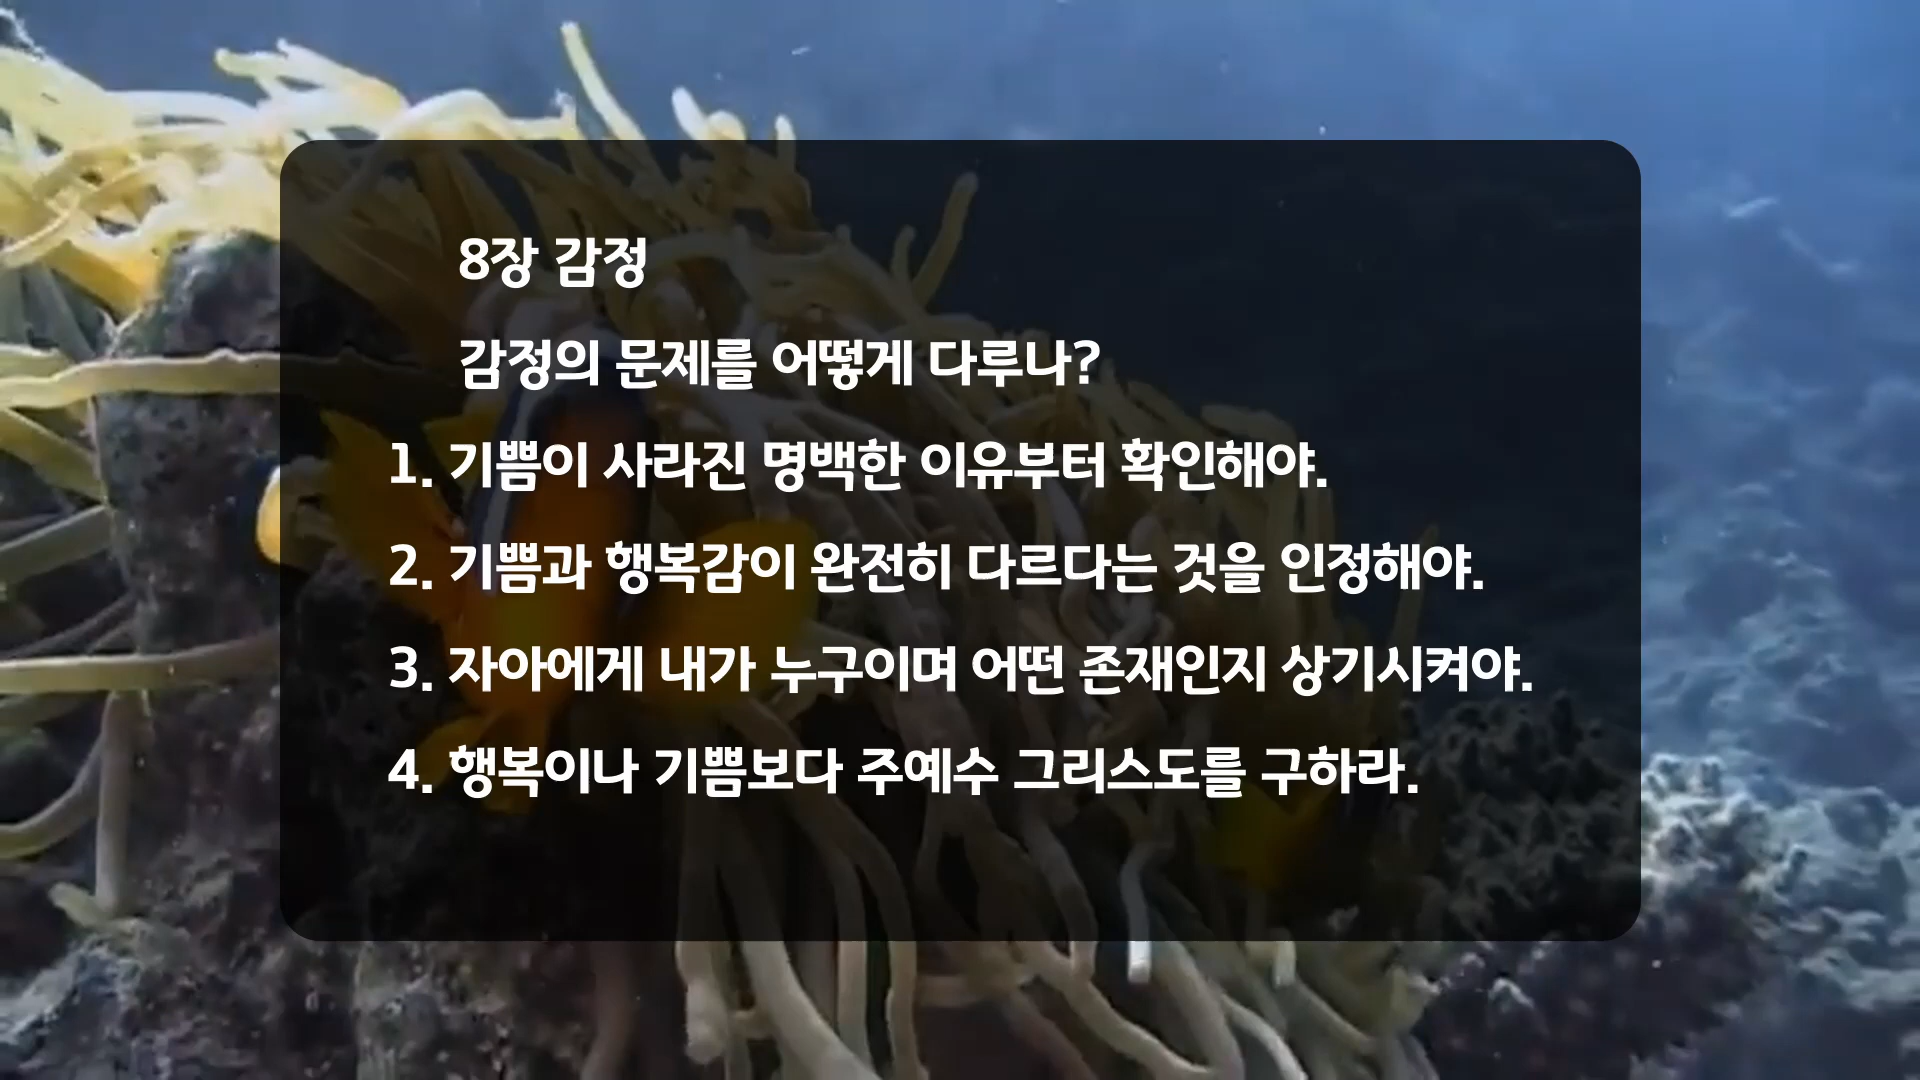 8장 감정
감정의 문제를 어떻게 다루나?
1. 기쁨이 사라진 명백한 이유부터 확인해야.
2. 기쁨과 행복감이 완전히 다르다는 것을 인정해야.
3. 자아에게 내가 누구이며 어떤 존재인지 상기시켜야.
4. 행복이나 기쁨보다 주예수 그리스도를 구하라.